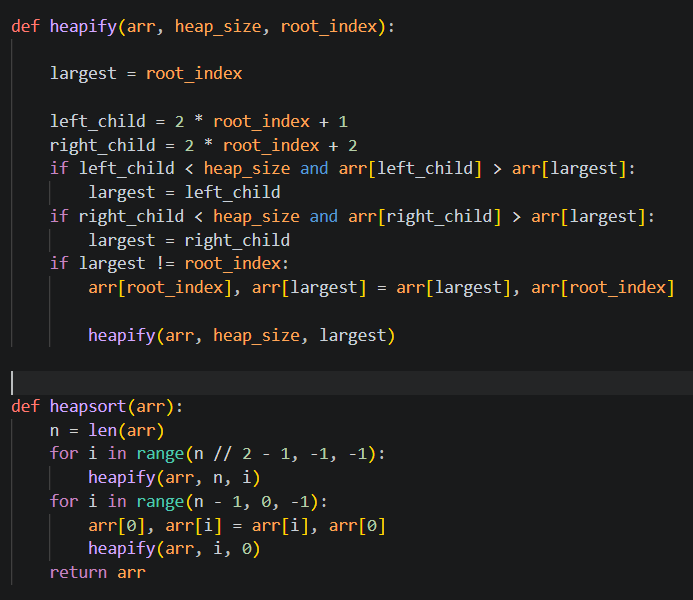 def heapify(arr, heap_size, root_index):
    largest = root_index
    left_child = 2 * root_index + 1
    right_child = 2 * root_index + 2
    if left_child < heap_size and arr[left_child] > arr[largest]:
        largest = left_child
    if right_child < heap_size and arr[right_child] > arr[largest]:
        largest = right_child
    if largest != root_index:
        arr[root_index], arr[largest] = arr[largest], arr[root_index]
        heapify(arr, heap_size, largest)
def heapsort(arr):
    n = len(arr)
    for i in range(n // 2 - 1, -1, -1):
        heapify(arr, n, i)
    for i in range(n - 1, 0, -1):
        arr[0], arr[i] = arr[i], arr[0]
        heapify(arr, i, 0)
    return arr